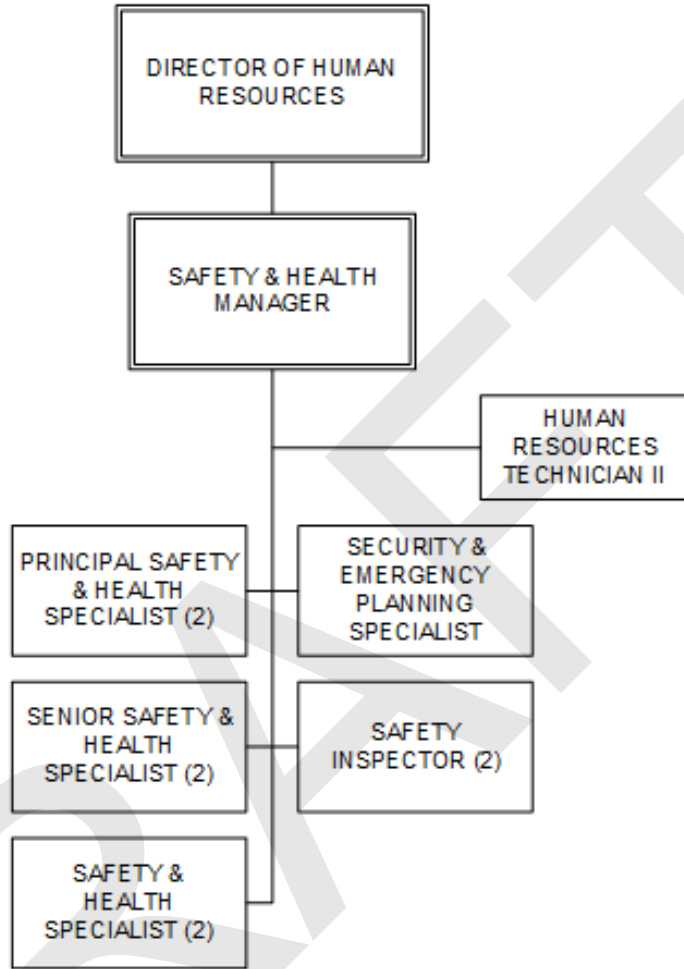 DIRECTOR OF HUMAN
RESOURCES
SAFETY & HEALTH
MANAGER
HUMAN
RESOURCES
TECHNICIAN II
PRINCIPAL SAFETY
& HEALTH
SPECIALIST (2)
SECURITY &
EMERGENCY
PLANNING
SPECIALIST
SENIOR SAFETY &
HEALTH
SPECIALIST (2)
SAFETY
INSPECTOR (2)
SAFETY &
HEALTH
SPECIALIST (2)
RAFT